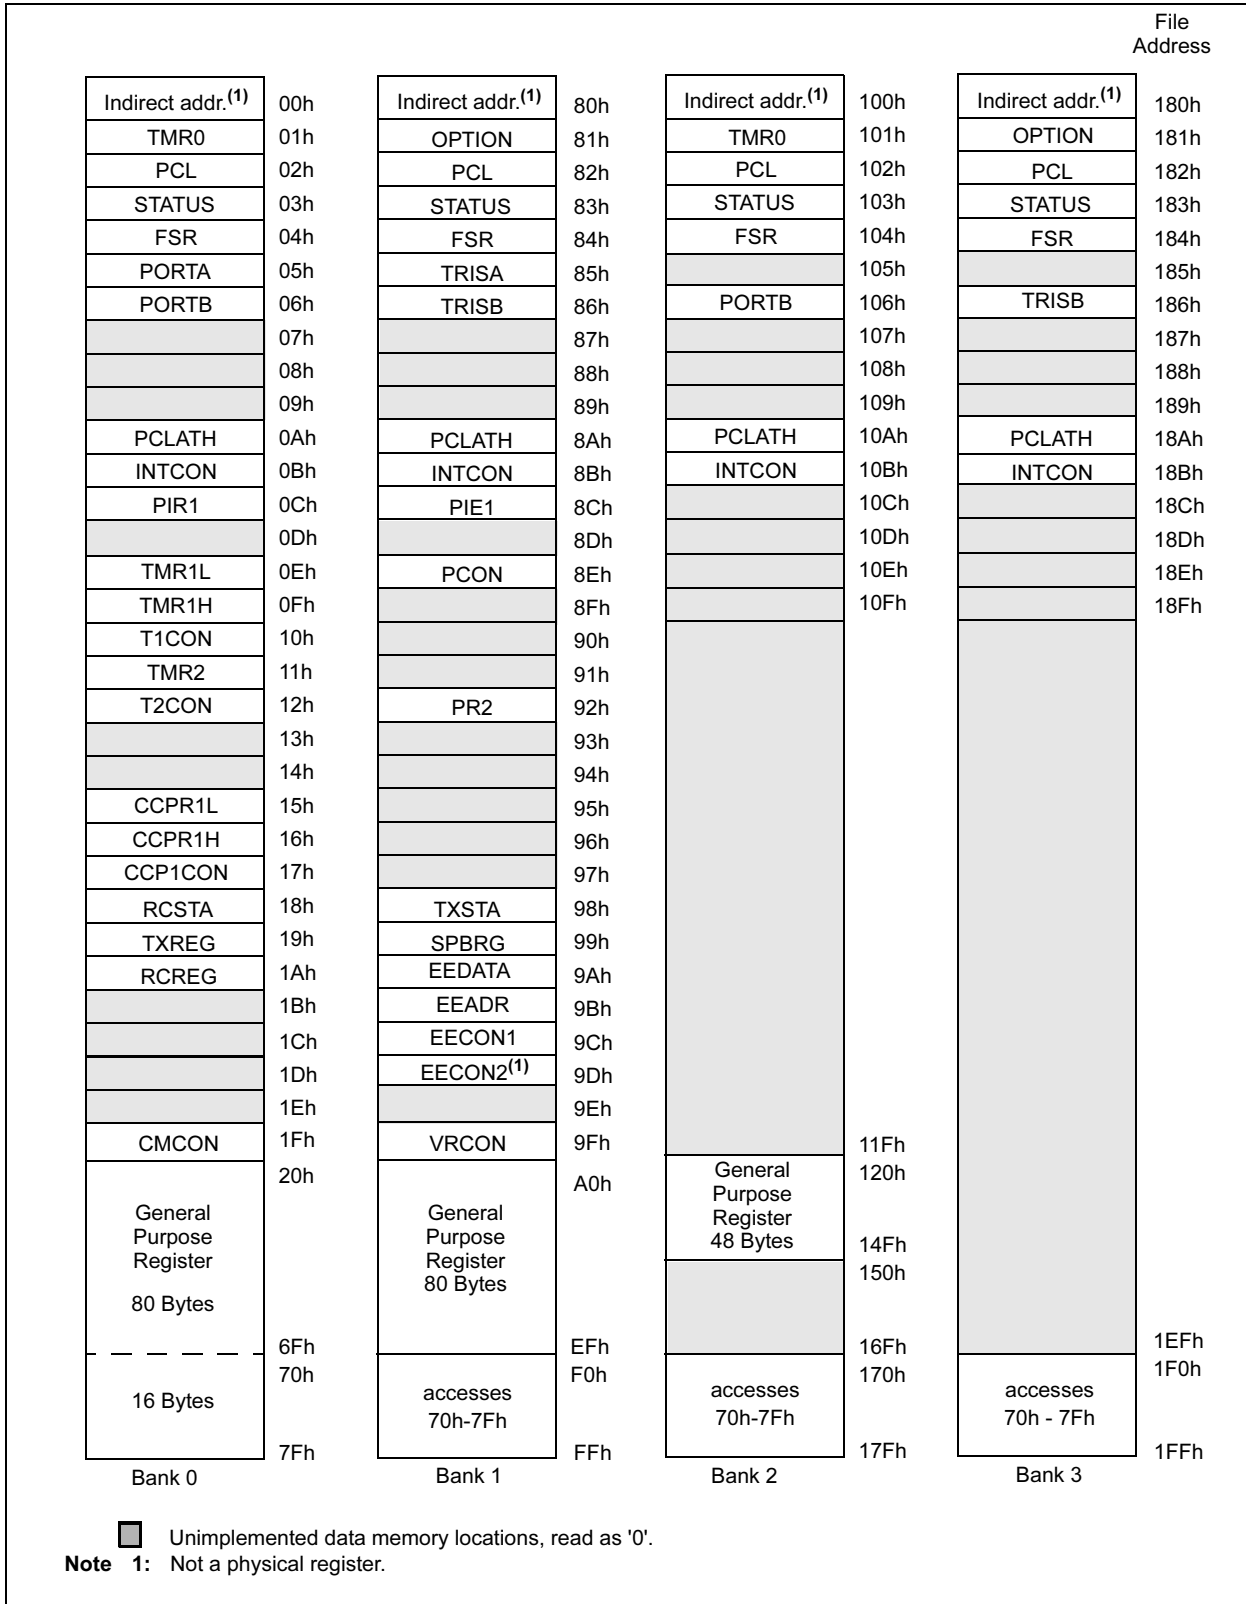 File
Address
Indirect addr.(1) 00h Indirect addr.(1) 80h Indirect addr.(1) 100h Indirect addr.(1) 180h
TMR0 01h OPTION 81h TMR0 101h OPTION 181h
PCL 02h PCL 82h PCL 102h PCL 182h
STATUS 03h STATUS 83h STATUS 103h STATUS 183h
FSR 04h FSR 84h FSR 104h FSR 184h
PORTA 05h TRISA 85h 105h 185h
PORTB 06h TRISB 86h PORTB 106h TRISB 186h
07h 87h 107h 187h
08h 88h 108h 188h
09h 89h 109h 189h
PCLATH 0Ah PCLATH 8Ah PCLATH 10Ah PCLATH 18Ah
INTCON 0Bh INTCON 8Bh INTCON 10Bh INTCON 18Bh
PIR1 0Ch PIE1 8Ch 10Ch 18Ch
0Dh 8Dh 10Dh 18Dh
TMR1L 0Eh PCON 8Eh 10Eh 18Eh
TMR1H 0Fh 8Fh 10Fh 18Fh
T1CON 10h 90h
TMR2 11h 91h
T2CON 12h PR2 92h
13h 93h
14h 94h
CCPR1L 15h 95h
CCPR1H 16h 96h
CCP1CON 17h 97h
RCSTA 18h TXSTA 98h
TXREG 19h SPBRG 99h
RCREG 1Ah EEDATA 9Ah
1Bh EEADR 9Bh
1Ch EECON1 9Ch
1Dh EECON2(1) 9Dh
1Eh 9Eh
CMCON 1Fh VRCON 9Fh 11Fh
20h A0h General 120h
General General Purpose
Purpose Purpose Register
Register Register 48 Bytes 14Fh
80 Bytes 80 Bytes 150h
6Fh EFh 16Fh 1EFh
70h F0h 170h 1F0h
16 Bytes accesses accesses accesses
70h-7Fh 70h-7Fh 70h - 7Fh
7Fh FFh 17Fh 1FFh
Bank 0 Bank 1 Bank 2 Bank 3
Unimplemented data memory locations, read as '0'.
Note 1: Not a physical register.